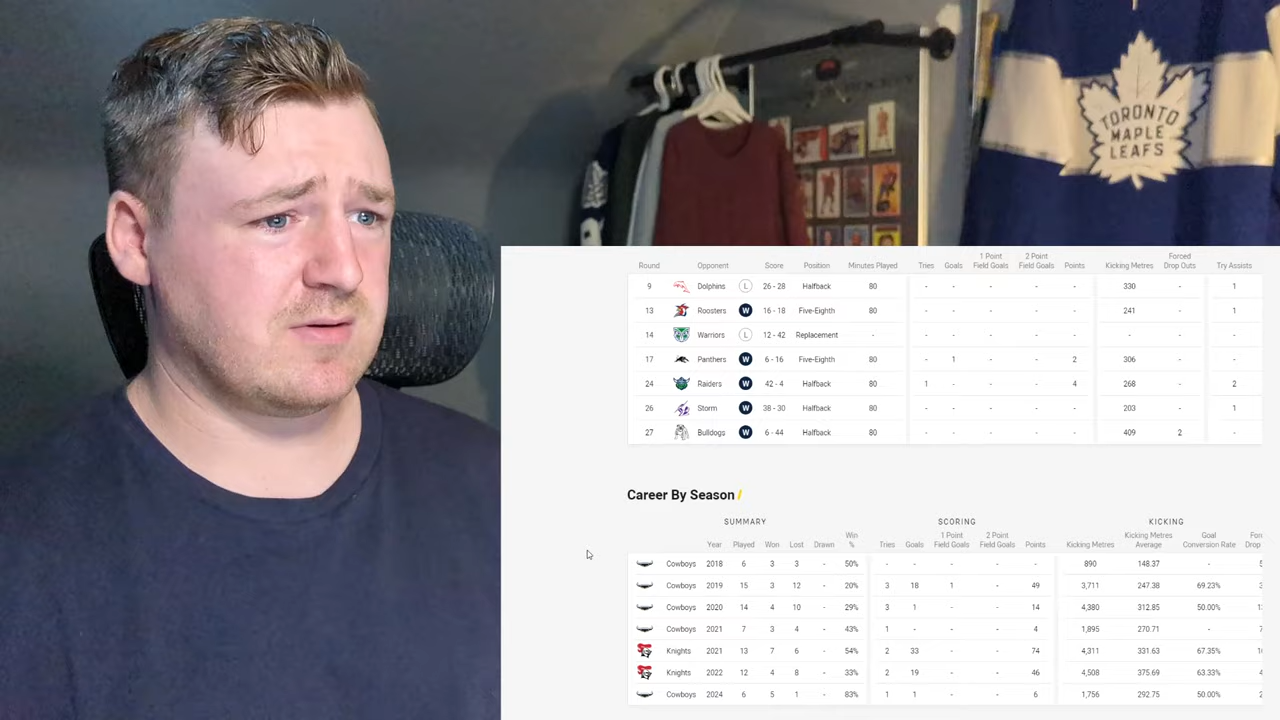 TORONTO
MAPLE
LEAFS
Round Opponent Score Position Minutes Played Tries Goals 1 Point Field Goals 2 Point Field Goals Points Kicking Metres Forced Drop Outs Try Assists
9 Dolphins L 26 - 28 Halfback 80 - - - - - 330 - 1
13 Roosters W 16 - 18 Five-Eighth 80 - - - - - 241 - 1
14 Warriors L 12 - 42 Replacement - - - - - - - - -
17 Panthers W 6 - 16 Five-Eighth 80 - 1 - - 2 306 - -
24 Raiders W 42 - 4 Halfback 80 1 - - - 4 268 - 2
26 Storm W 38 - 30 Halfback 80 - - - - - 203 - 1
27 Bulldogs W 6 - 44 Halfback 80 - - - - - 409 2 -
Career By Season /
SUMMARY SCORING KICKING
Year Played Won Lost Drawn Win % Tries Goals 1 Point Field Goals 2 Point Field Goals Points Kicking Metres Kicking Metres Average Goal Conversion Rate
Cowboys 2018 6 3 3 - 50% - - - - - 890 148.37 -
Cowboys 2019 15 3 12 - 20% 3 18 1 - 49 3,711 247.38 69.23%
Cowboys 2020 14 4 10 - 29% 3 1 - - 14 4,380 312.85 50.00%
Cowboys 2021 7 3 4 - 43% 1 - - - 4 1,895 270.71 -
Knights 2021 13 7 6 - 54% 2 33 - - 74 4,311 331.63 67.35%
Knights 2022 12 4 8 - 33% 2 19 - - 46 4,508 375.69 63.33%
Cowboys 2024 6 5 1 - 83% 1 1 - - 6 1,756 292.75 50.00%